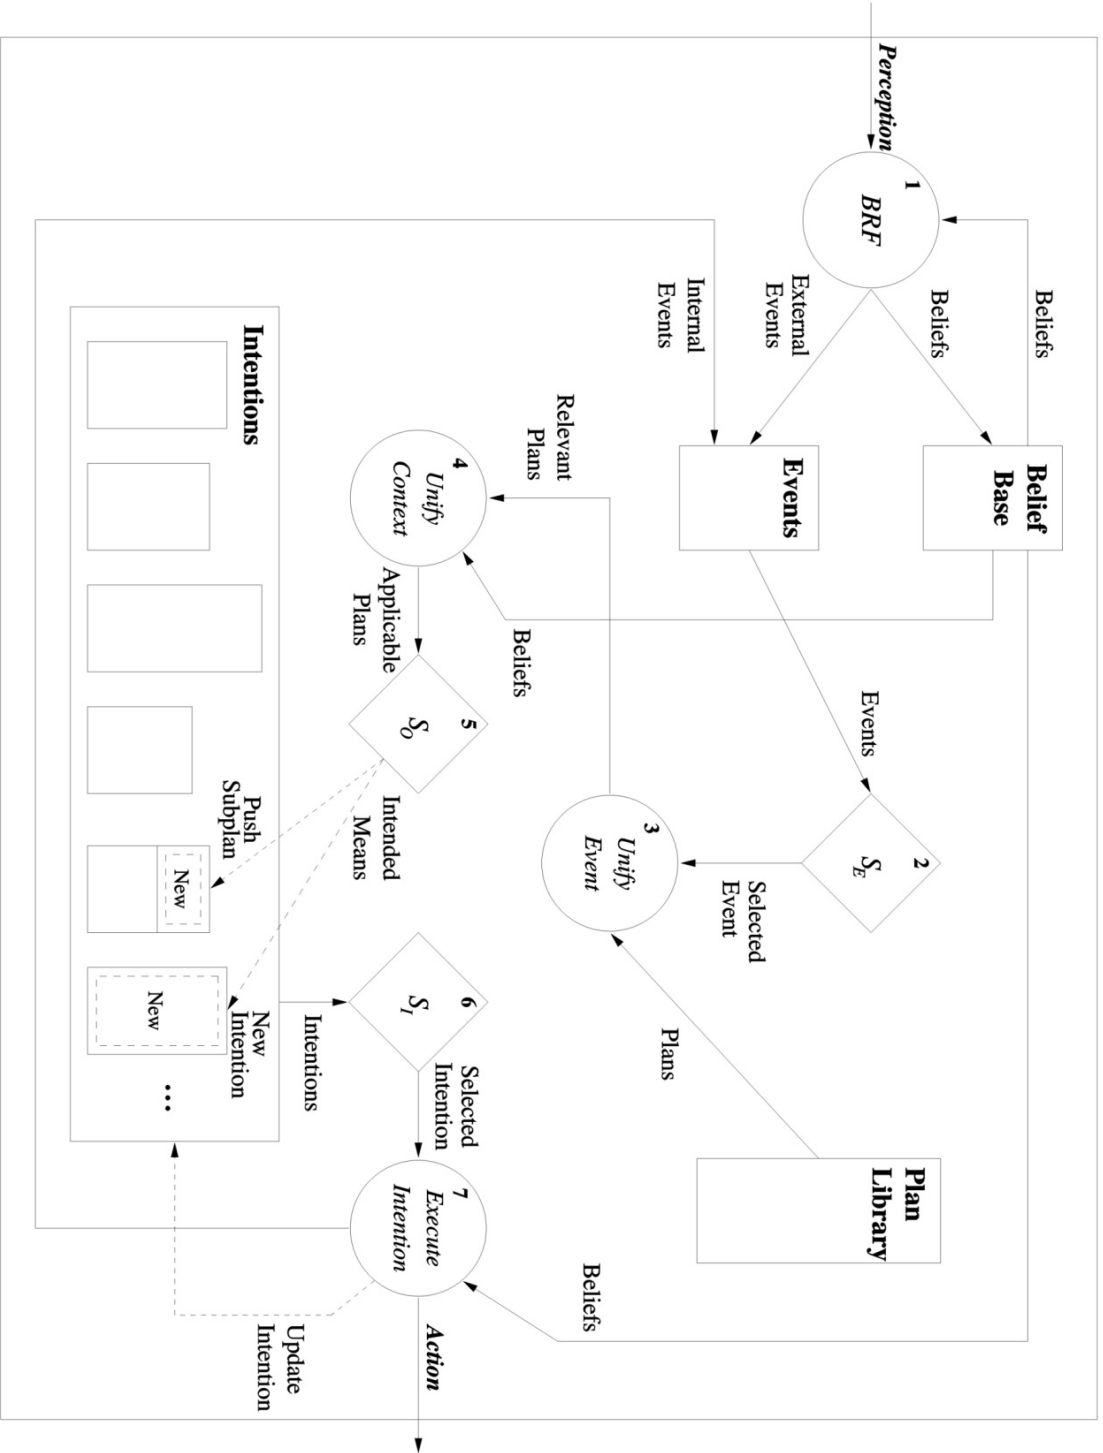 Perception
1
BRF
Beliefs
Beliefs
External
Events
Internal
Events
Belief
Base
Events
Events
2
S_E
Selected
Event
3
Unify
Event
Plans
Plan
Library
Relevant
Plans
4
Unify
Context
Beliefs
Applicable
Plans
5
S_O
Intended
Means
Push
Subplan
New
Intention
Intentions
New
New
...
Intentions
6
S_I
Selected
Intention
7
Execute
Intention
Beliefs
Action
Update
Intention